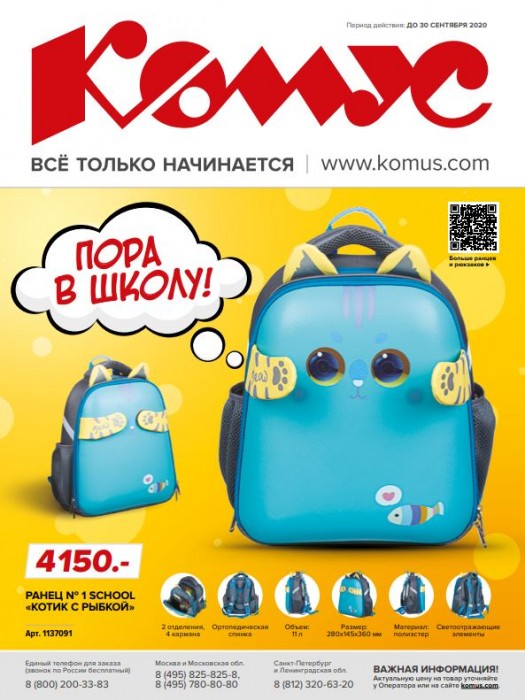 Период действия: ДО 30 СЕНТЯБРЯ 2020
Комус
ВСЁ ТОЛЬКО НАЧИНАЕТСЯ | www.komus.com
ПОРА
В ШКОЛУ!
Больше ранцев
и рюкзаков
meow
4150.-
РАНЕЦ № 1 SCHOOL
«КОТИК С РЫБКОЙ»
Арт. 1137091
2 отделения,
4 кармана
Ортопедическая
спинка
Объем:
11 л
Размер:
280x145x360 мм
Материал:
полиэстер
Светоотражающие
элементы
Единый телефон для заказа
(звонок по России бесплатный)
8 (800) 200-33-83
Москва и Московская обл.
8 (495) 825-825-8,
8 (495) 780-80-80
Санкт-Петербург
и Ленинградская обл.
8 (812) 320-63-20
ВАЖНАЯ ИНФОРМАЦИЯ!
Актуальную цену на товар уточняйте
у Оператора или на сайте komus.com.